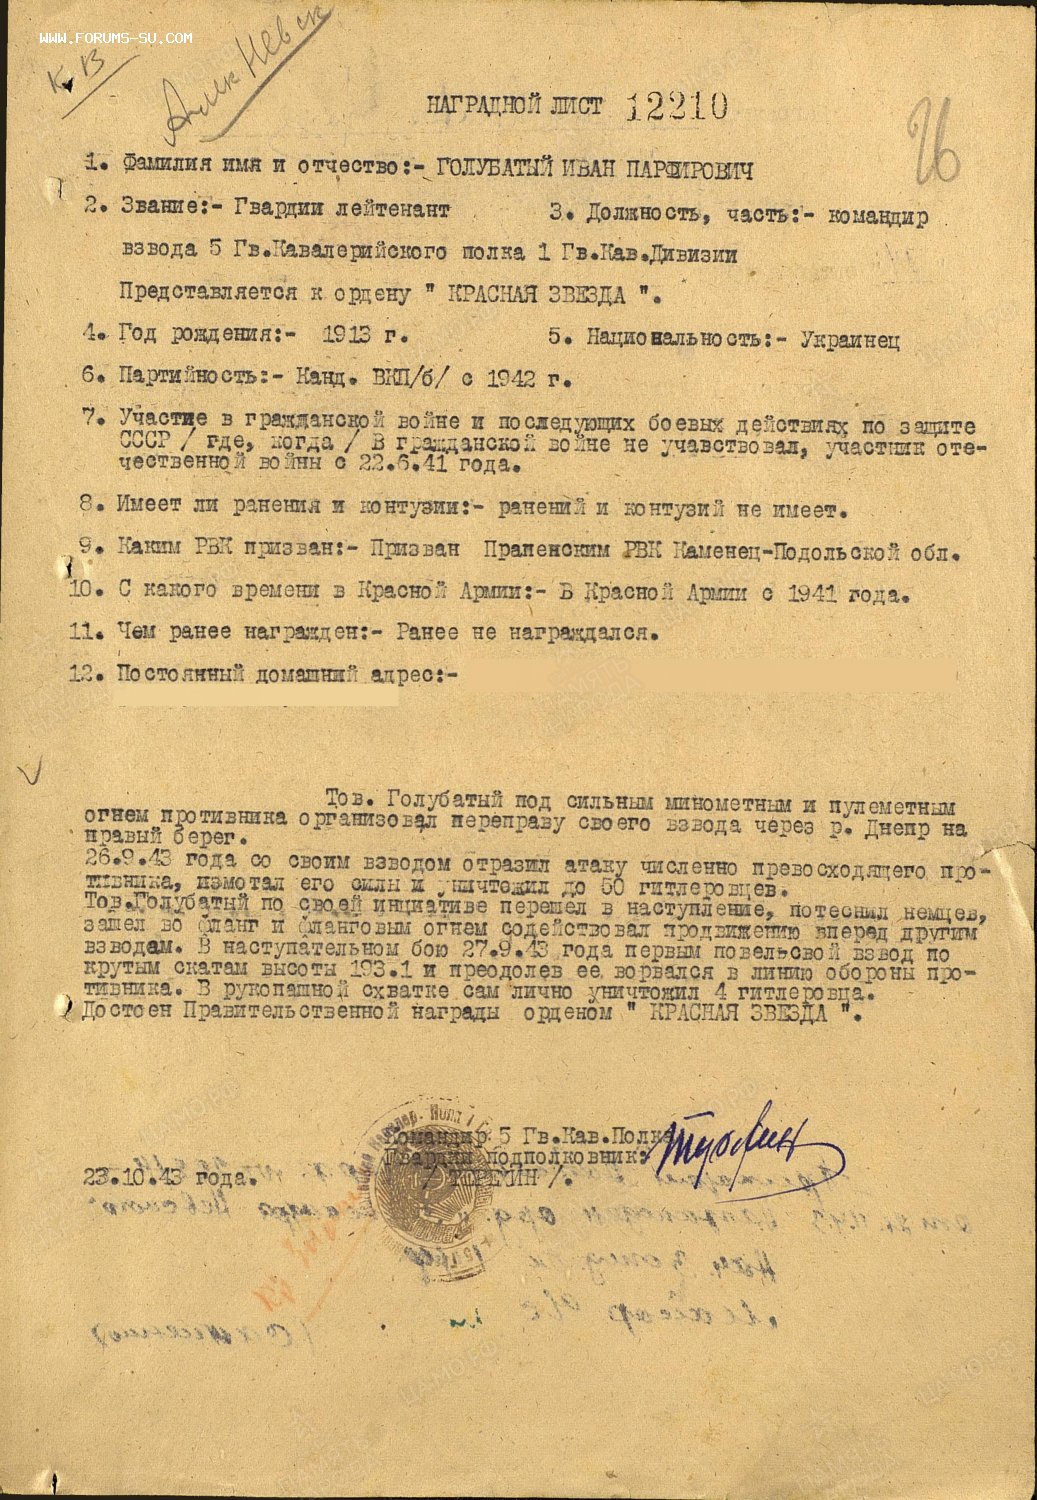 WWW.FORUMS-SU.COM
К.В
Алек Невск
НАГРАДНОЙ ЛИСТ 12210
26
1. Фамилия имя и отчество:- ГОЛУБАТЫЙ ИВАН ПАРФИРОВИЧ
2. Звание:- Гвардии лейтенант 3. Должность, часть:- командир
взвода 5 Гв.Кавалерийского полка 1 Гв.Кав.Дивизии
Представляется к ордену " КРАСНАЯ ЗВЕЗДА ".
4. Год рождения:- 1913 г. 5. Национальность:- Украинец
6. Партийность:- Канд. ВКП/б/ с 1942 г.
7. Участие в гражданской войне и последующих боевых действиях по защите
СССР / где, когда / В гражданской войне не учавствовал, участник оте-
чественной войны с 22.6.41 года.
8. Имеет ли ранения и контузии:- ранений и контузий не имеет.
9. Каким РВК призван:- Призван Прапенским РВК Каменец-Подольской обл.
10. С какого времени в Красной Армии:- В Красной Армии с 1941 года.
11. Чем ранее награжден:- Ранее не награждался.
12. Постоянный домашний адрес:-
Тов. Голубатый под сильным минометным и пулеметным
огнем противника организовал переправу своего взвода через р. Днепр на
правый берег.
26.9.43 года со своим взводом отразил атаку численно превосходящего про-
тивника, измотал его силы и уничтожил до 50 гитлеровцев.
Тов.Голубатый по своей инциативе перешел в наступление, потеснил немцев,
зашел во фланг и фланговым огнем содействовал продвижению вперед другим
взводам. В наступательном бою 27.9.43 года первым повел свой взвод по
крутым скатам высоты 193.1 и преодолев ее ворвался в линию обороны про-
тивника. В рукопашной схватке сам лично уничтожил 4 гитлеровца.
Достоен Правительственной награды орденом " КРАСНАЯ ЗВЕЗДА ".
Командир 5 Гв.Кав.Полка
Гвардии подполковник:
23.10.43 года. / ТУРЕХИН /.